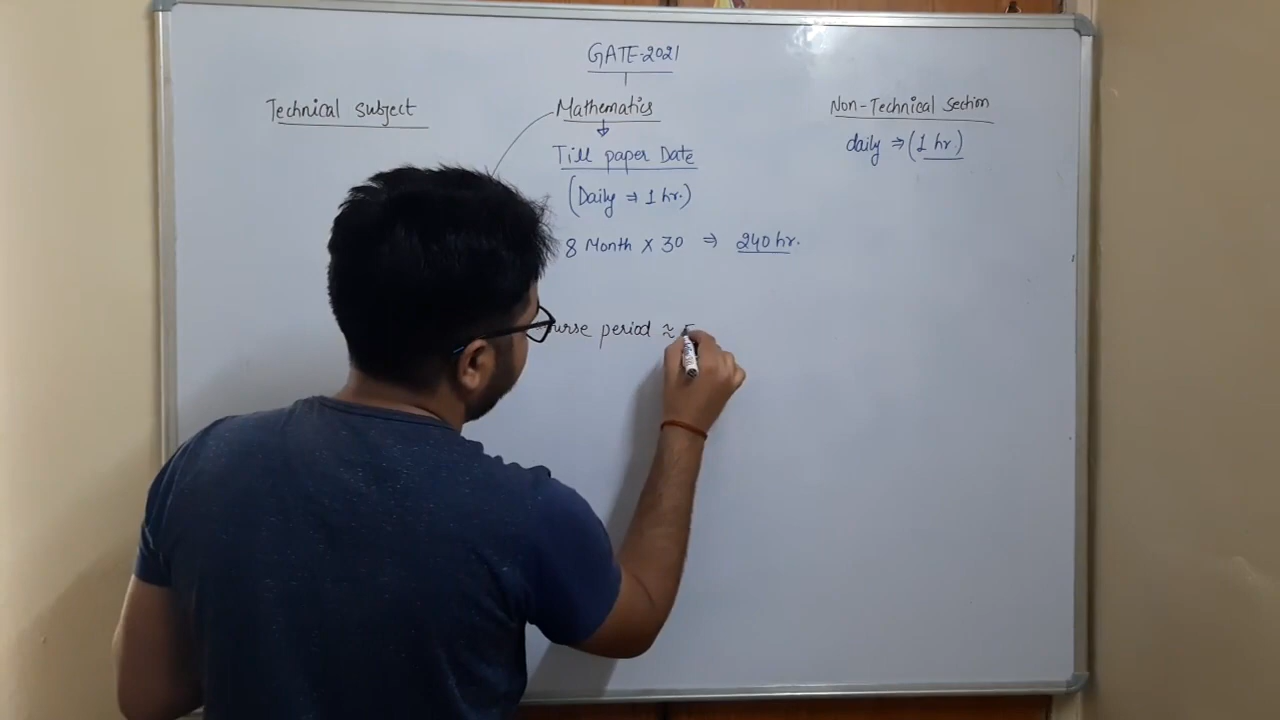 GATE-2021
Technical subject
Mathematics
Till paper Date
(Daily ⇒ 1 hr.)
8 Month X 30 ⇒ 240 hr.
period ≈
Non-Technical Section
daily ⇒ (1 hr.)